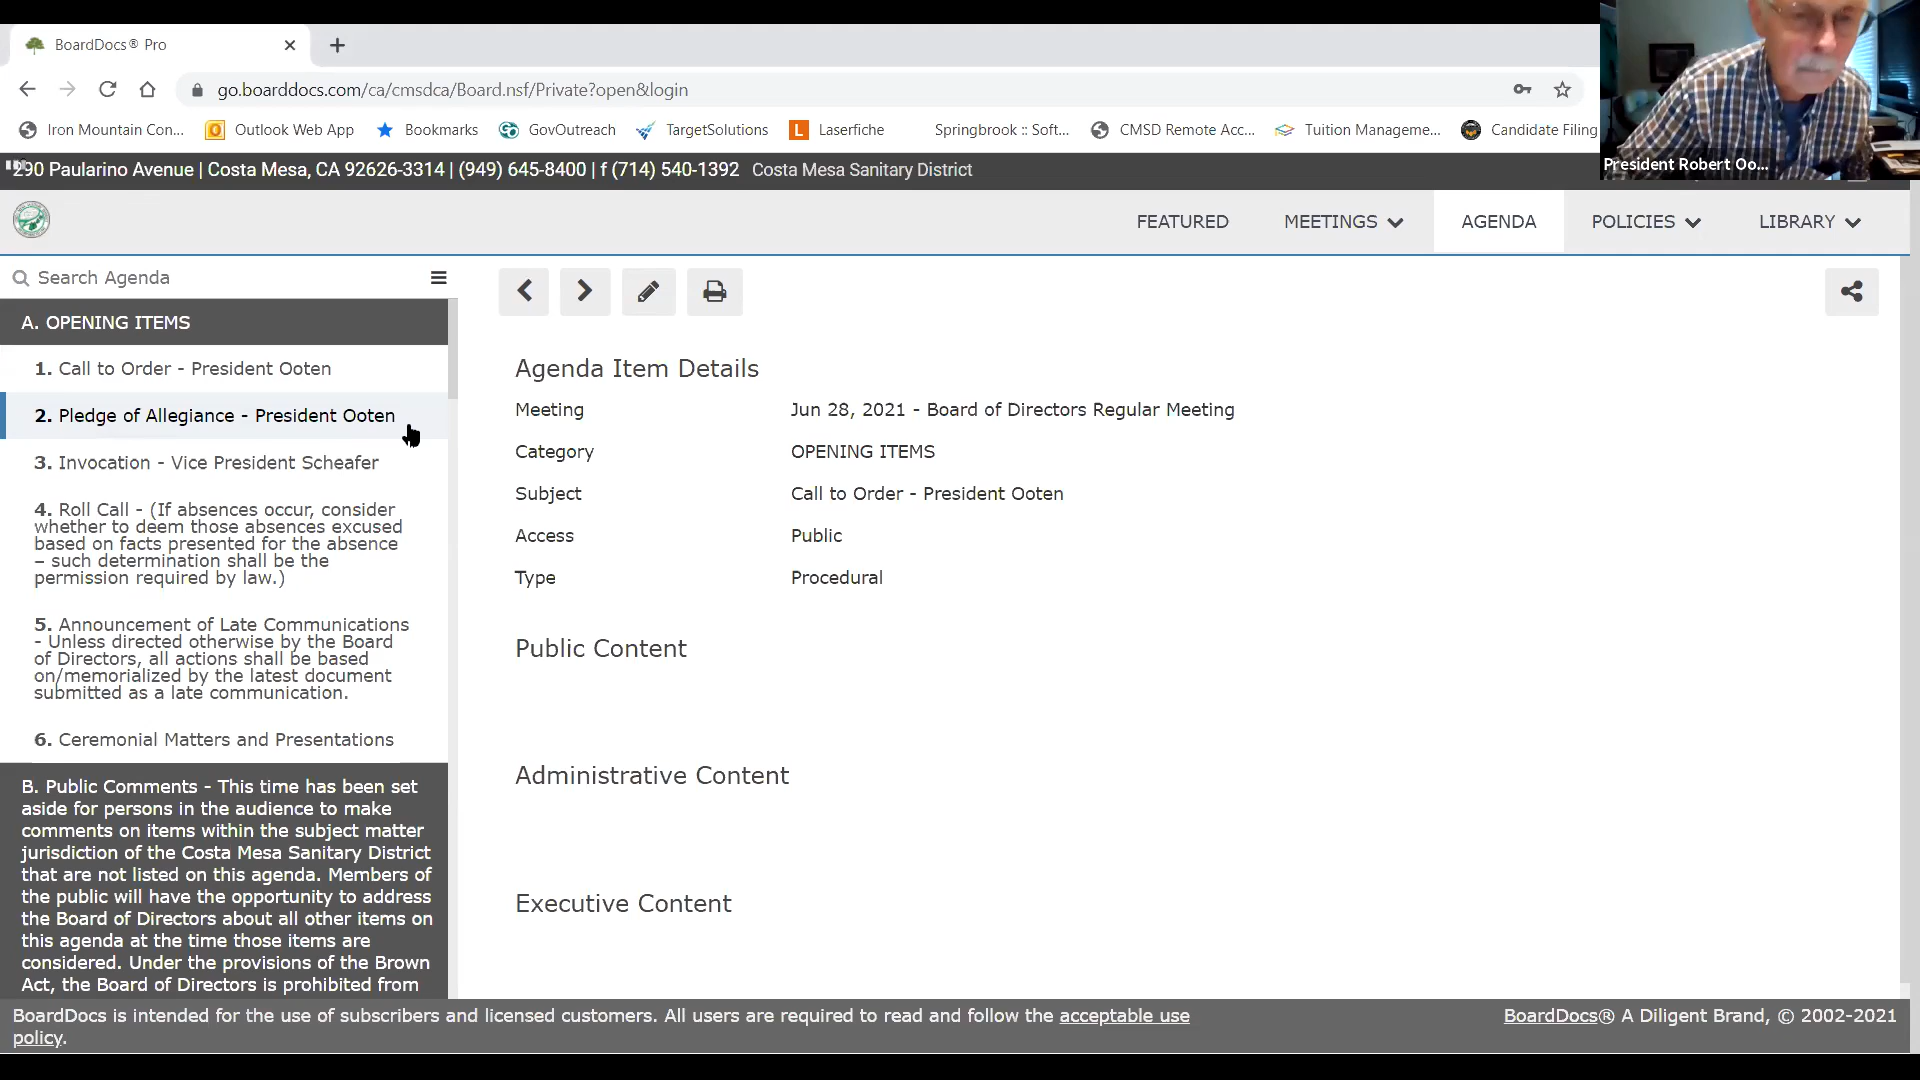 BoardDocs® Pro
go.boarddocs.com/ca/cmsdca/Board.nsf/Private?open&login
Iron Mountain Con... Outlook Web App Bookmarks GovOutreach TargetSolutions Laserfiche Springbrook :: Soft... CMSD Remote Acc... Tuition Manageme... Candidate Filing
President Robert Oo...
290 Paularino Avenue | Costa Mesa, CA 92626-3314 | (949) 645-8400 | f (714) 540-1392 Costa Mesa Sanitary District
FEATURED MEETINGS AGENDA POLICIES LIBRARY
Search Agenda
A. OPENING ITEMS
1. Call to Order - President Ooten
2. Pledge of Allegiance - President Ooten
3. Invocation - Vice President Scheafer
4. Roll Call - (If absences occur, consider
whether to deem those absences excused
based on facts presented for the absence
– such determination shall be the
permission required by law.)
5. Announcement of Late Communications
- Unless directed otherwise by the Board
of Directors, all actions shall be based
on/memorialized by the latest document
submitted as a late communication.
6. Ceremonial Matters and Presentations
B. Public Comments - This time has been set
aside for persons in the audience to make
comments on items within the subject matter
jurisdiction of the Costa Mesa Sanitary District
that are not listed on this agenda. Members of
the public will have the opportunity to address
the Board of Directors about all other items on
this agenda at the time those items are
considered. Under the provisions of the Brown
Act, the Board of Directors is prohibited from
Agenda Item Details
Meeting Jun 28, 2021 - Board of Directors Regular Meeting
Category OPENING ITEMS
Subject Call to Order - President Ooten
Access Public
Type Procedural
Public Content
Administrative Content
Executive Content
BoardDocs is intended for the use of subscribers and licensed customers. All users are required to read and follow the acceptable use
policy.
BoardDocs® A Diligent Brand, © 2002-2021